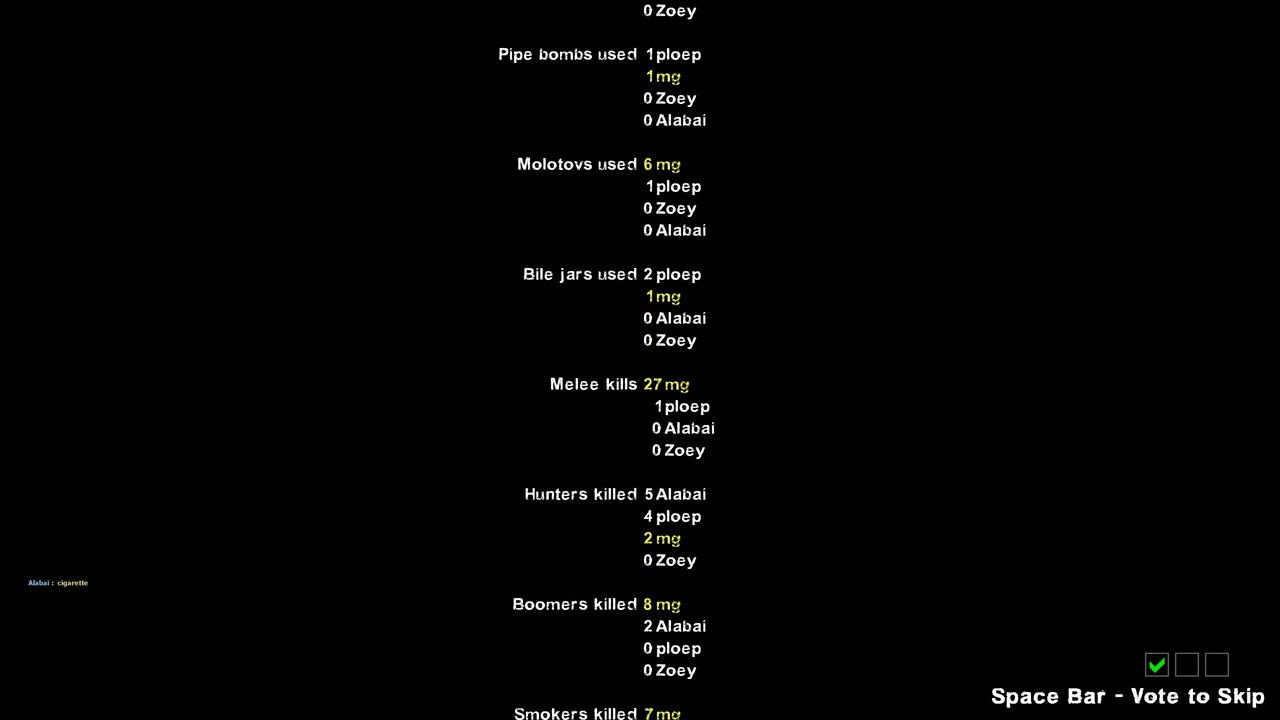 0 Zoey
Pipe bombs used 1 ploep
1 mg
0 Zoey
0 Alabai
Molotovs used 6 mg
1 ploep
0 Zoey
0 Alabai
Bile jars used 2 ploep
1 mg
0 Alabai
0 Zoey
Melee kills 27 mg
1 ploep
0 Alabai
0 Zoey
Hunters killed 5 Alabai
4 ploep
2 mg
0 Zoey
Alabai : cigarette
Boomers killed 8 mg
2 Alabai
0 ploep
0 Zoey
Space Bar - Vote to Skip
Smokers killed 7 mg